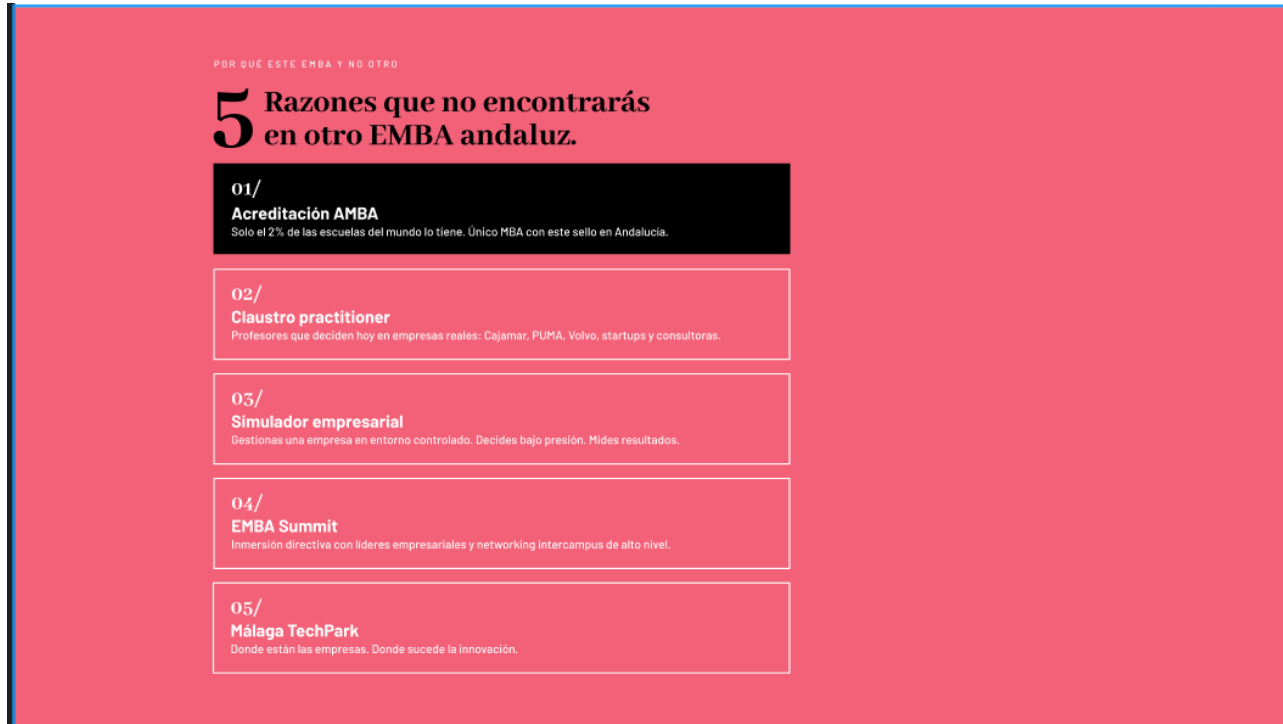 POR QUÉ ESTE EMBA Y NO OTRO
5 Razones que no encontrarás
en otro EMBA andaluz.
01/
Acreditación AMBA
Solo el 2% de las escuelas del mundo lo tiene. Único MBA con este sello en Andalucía.
02/
Claustro practitioner
Profesores que deciden hoy en empresas reales: Cajamar, PUMA, Volvo, startups y consultoras.
03/
Simulador empresarial
Gestionas una empresa en entorno controlado. Decides bajo presión. Mides resultados.
04/
EMBA Summit
Inmersión directiva con líderes empresariales y networking intercampus de alto nivel.
05/
Málaga TechPark
Donde están las empresas. Donde sucede la innovación.